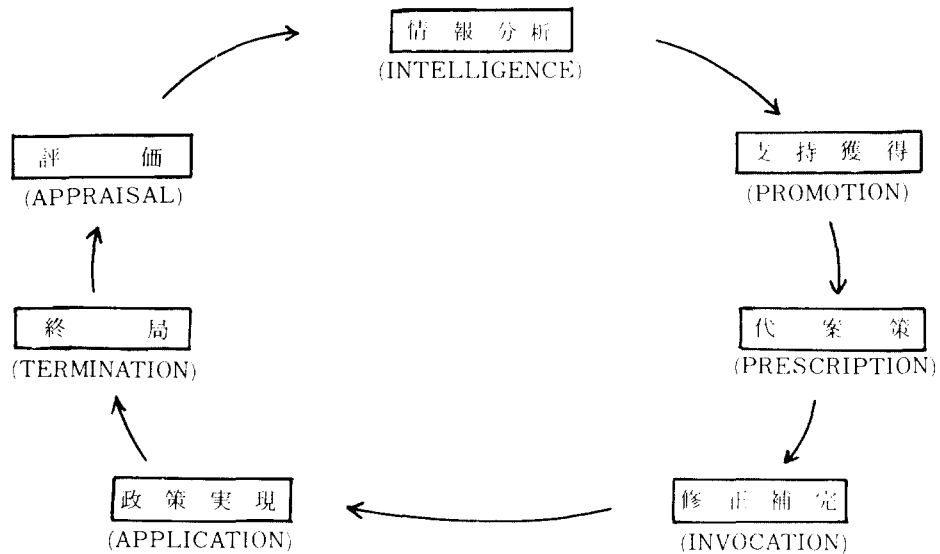 情報分析
(INTELLIGENCE)
支持獲得
(PROMOTION)
代案策
(PRESCRIPTION)
修正補完
(INVOCATION)
政策実現
(APPLICATION)
終局
(TERMINATION)
評価
(APPRAISAL)